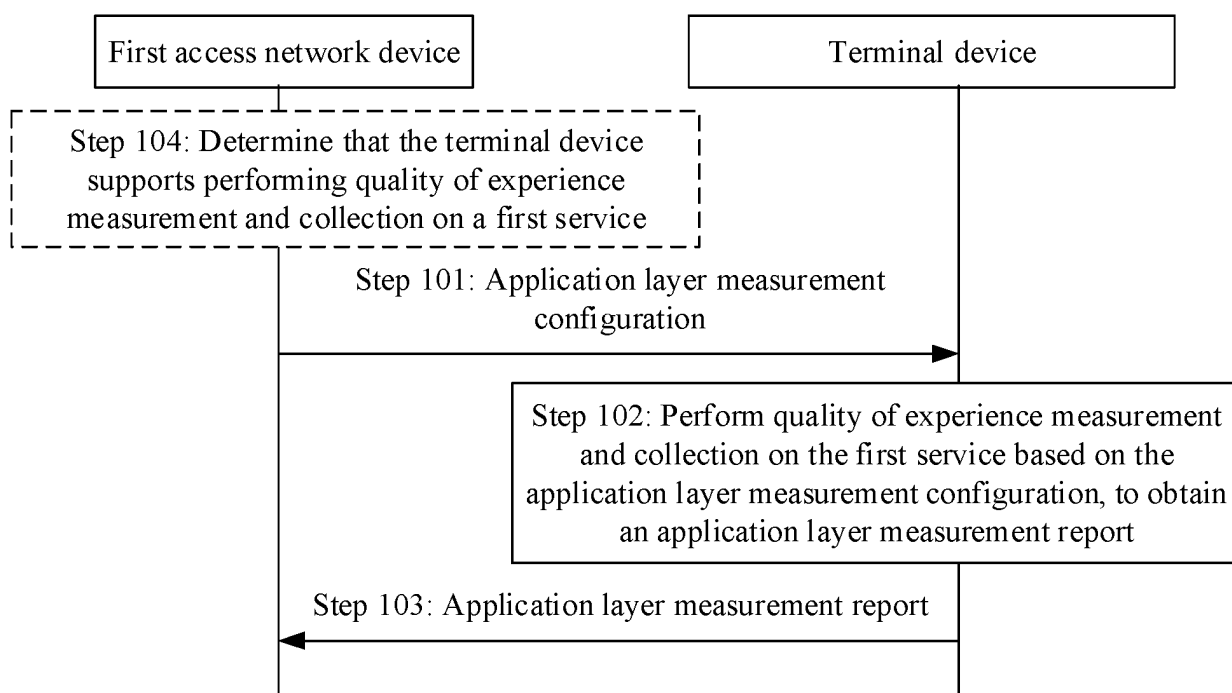 First access network device
Terminal device
Step 104: Determine that the terminal device
supports performing quality of experience
measurement and collection on a first service
Step 101: Application layer measurement
configuration
Step 102: Perform quality of experience measurement
and collection on the first service based on the
application layer measurement configuration, to obtain
an application layer measurement report
Step 103: Application layer measurement report